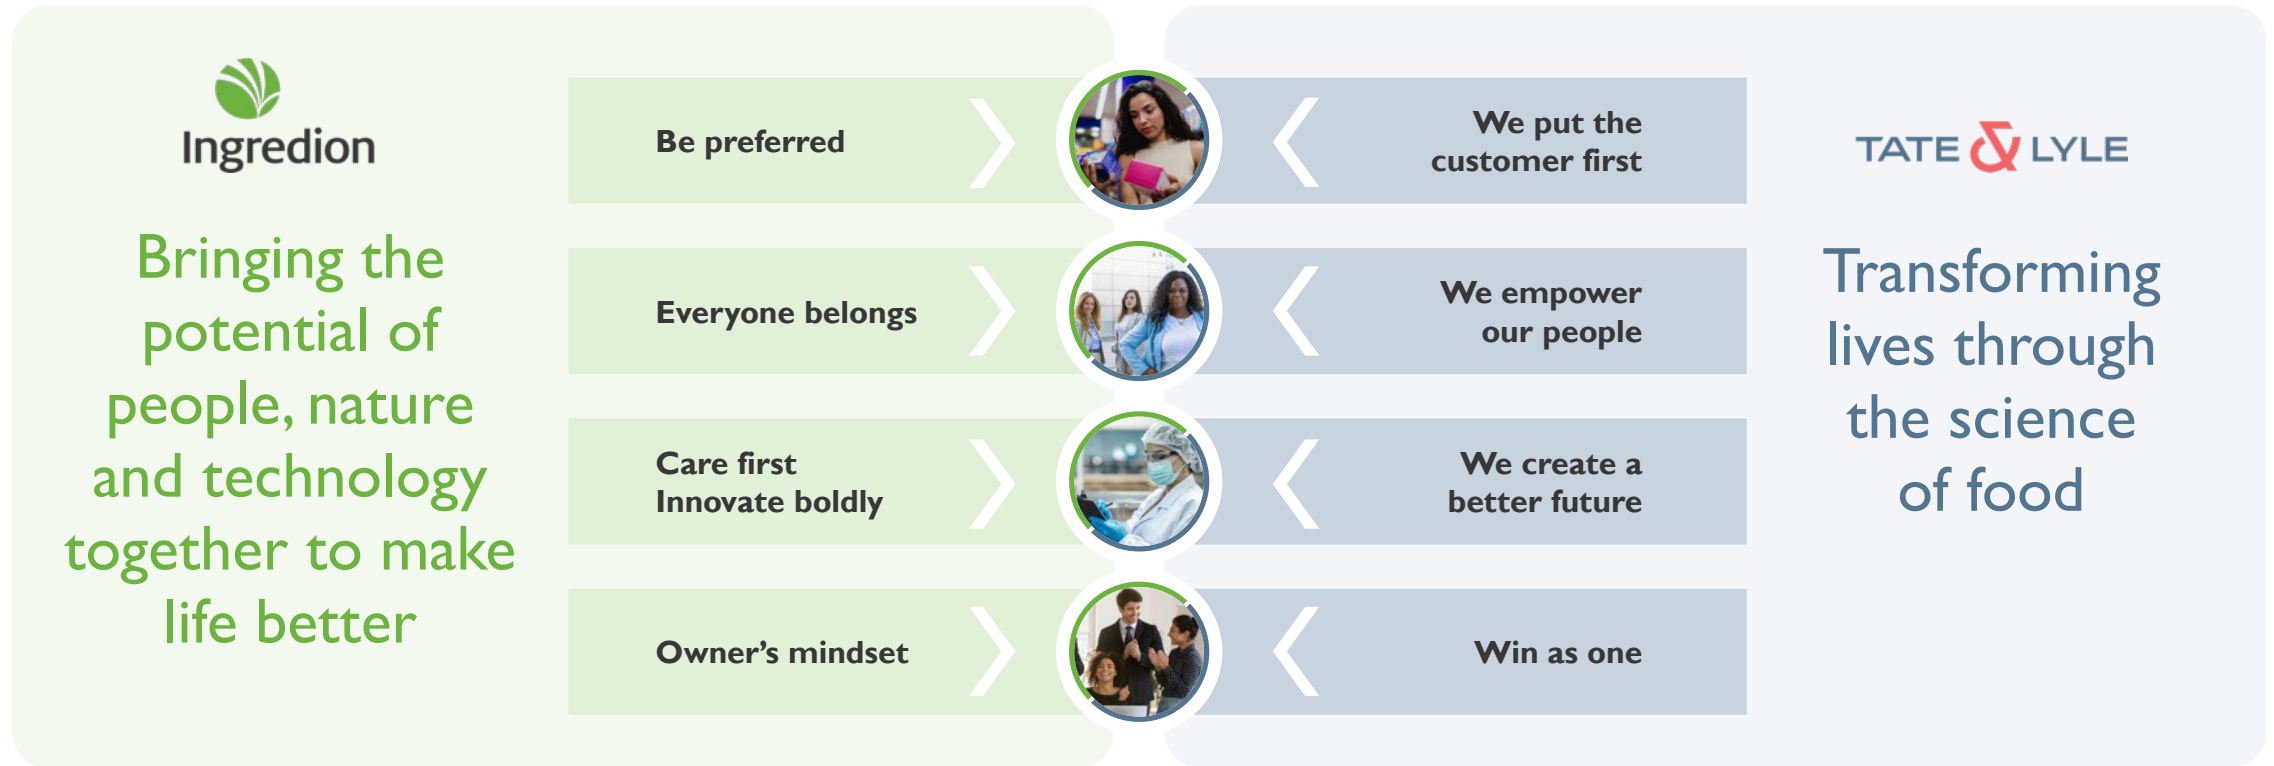 Ingredion
Bringing the
potential of
people, nature
and technology
together to make
life better
Be preferred
Everyone belongs
Care first
Innovate boldly
Owner’s mindset
We put the
customer first
We empower
our people
We create a
better future
Win as one
TATE & LYLE
Transforming
lives through
the science
of food